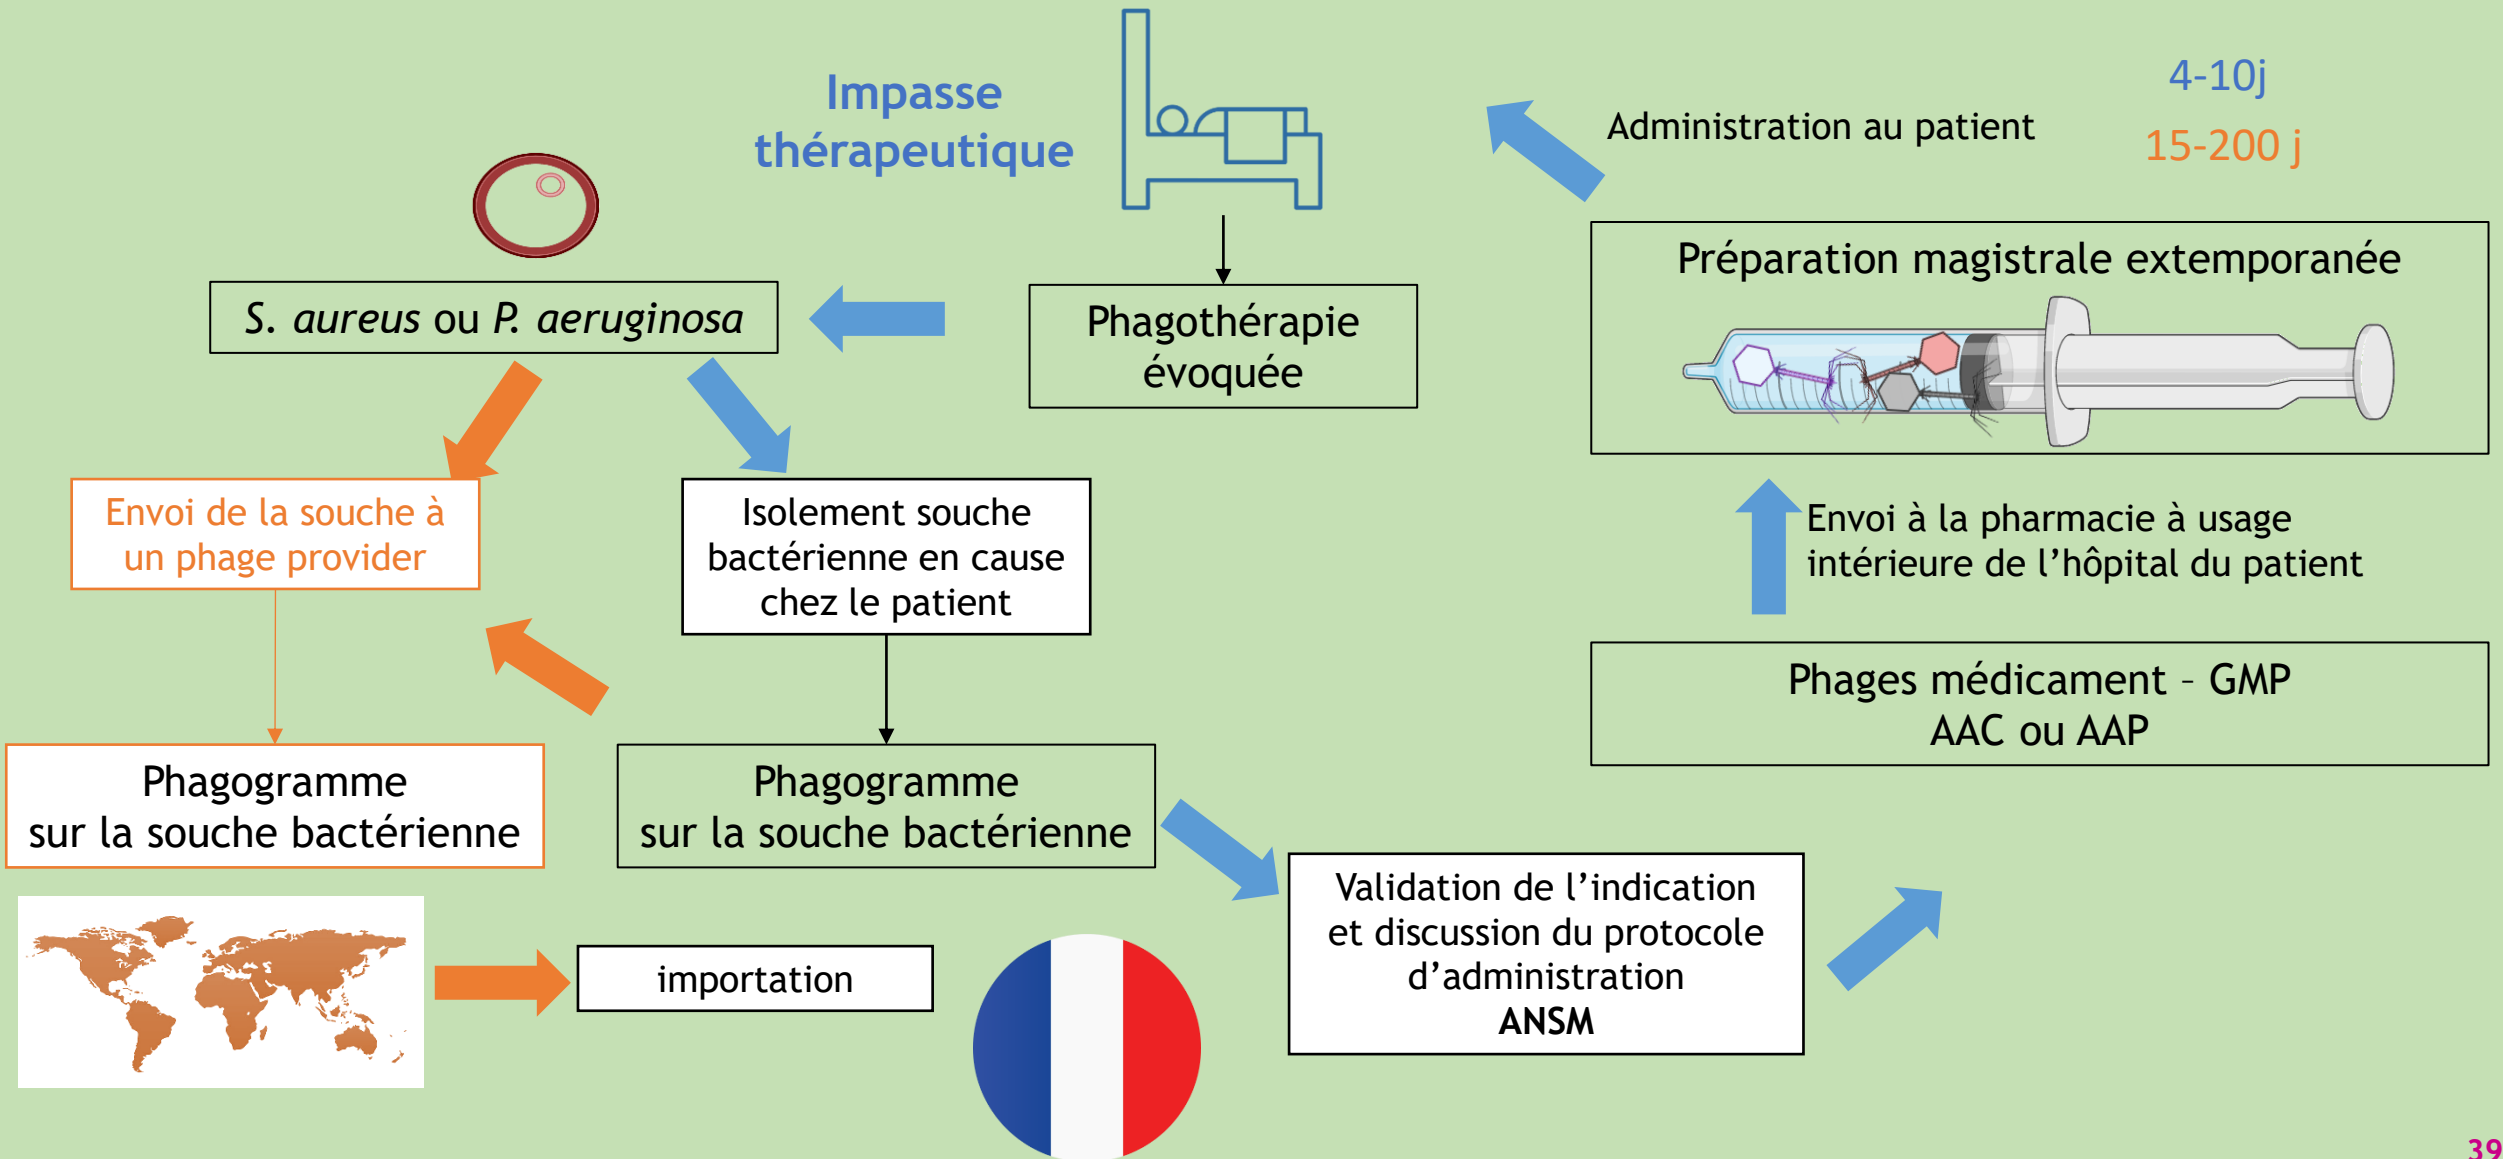 Impasse
thérapeutique
S. aureus ou P. aeruginosa
Phagothérapie
évoquée
Envoi de la souche à
un phage provider
Isolement souche
bactérienne en cause
chez le patient
Phagogramme
sur la souche bactérienne
Phagogramme
sur la souche bactérienne
importation
Validation de l’indication
et discussion du protocole
d’administration
ANSM
Phages médicament – GMP
AAC ou AAP
Envoi à la pharmacie à usage
intérieure de l’hôpital du patient
Préparation magistrale extemporanée
Administration au patient
4-10j
15-200 j
39